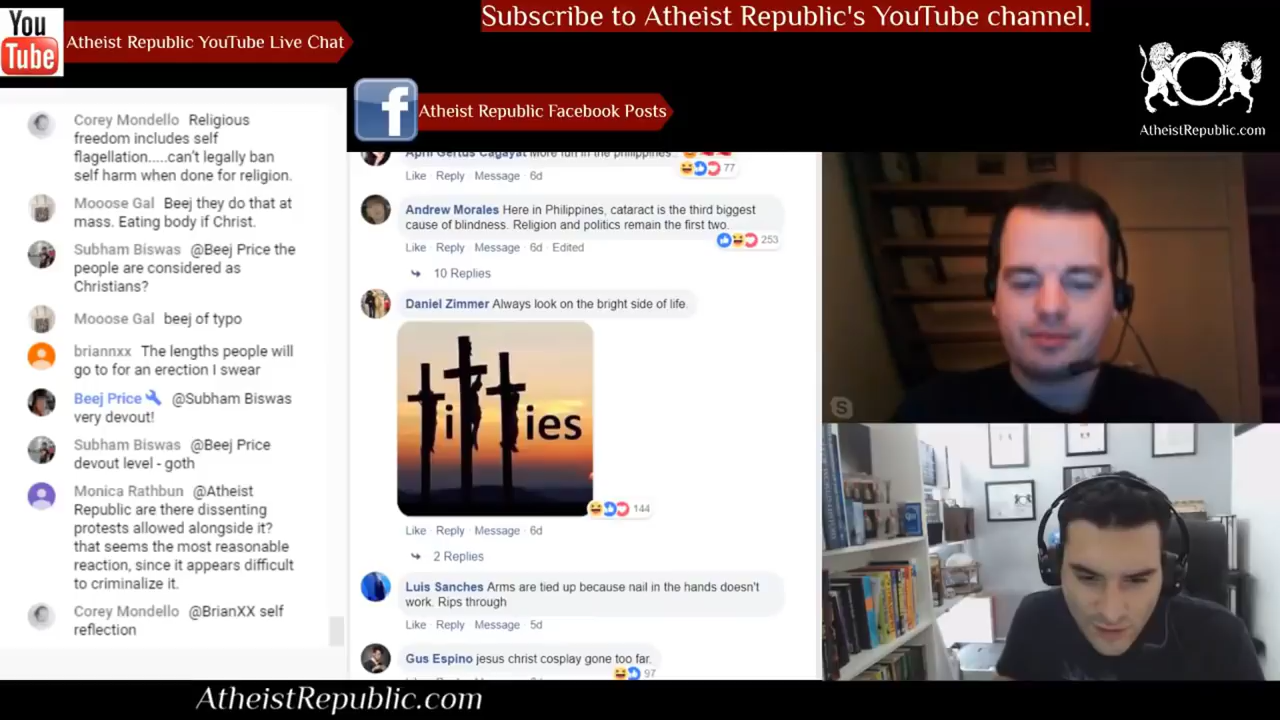 Subscribe to Atheist Republic's YouTube channel.
You
Tube
Atheist Republic YouTube Live Chat
AtheistRepublic.com
f
Atheist Republic Facebook Posts
Corey Mondello Religious
freedom includes self
flagellation.....can't legally ban
self harm when done for religion.
Mooose Gal Beej they do that at
mass. Eating body if Christ.
Subham Biswas @Beej Price the
people are considered as
Christians?
Mooose Gal beej of typo
briannxx The lengths people will
go to for an erection I swear
Beej Price @Subham Biswas
very devout!
Subham Biswas @Beej Price
devout level - goth
Monica Rathbun @Atheist
Republic are there dissenting
protests allowed alongside it?
that seems the most reasonable
reaction, since it appears difficult
to criminalize it.
Corey Mondello @BrianXX self
reflection
April Gertus Cagayat More fun in the philippines
77
Like Reply Message 6d
Andrew Morales Here in Philippines, cataract is the third biggest
cause of blindness. Religion and politics remain the first two.
253
Like Reply Message 6d Edited
10 Replies
Daniel Zimmer Always look on the bright side of life.
TiTTies
144
Like Reply Message 6d
2 Replies
Luis Sanches Arms are tied up because nail in the hands doesn't
work. Rips through
Like Reply Message 5d
Gus Espino jesus christ cosplay gone too far.
97
AtheistRepublic.com